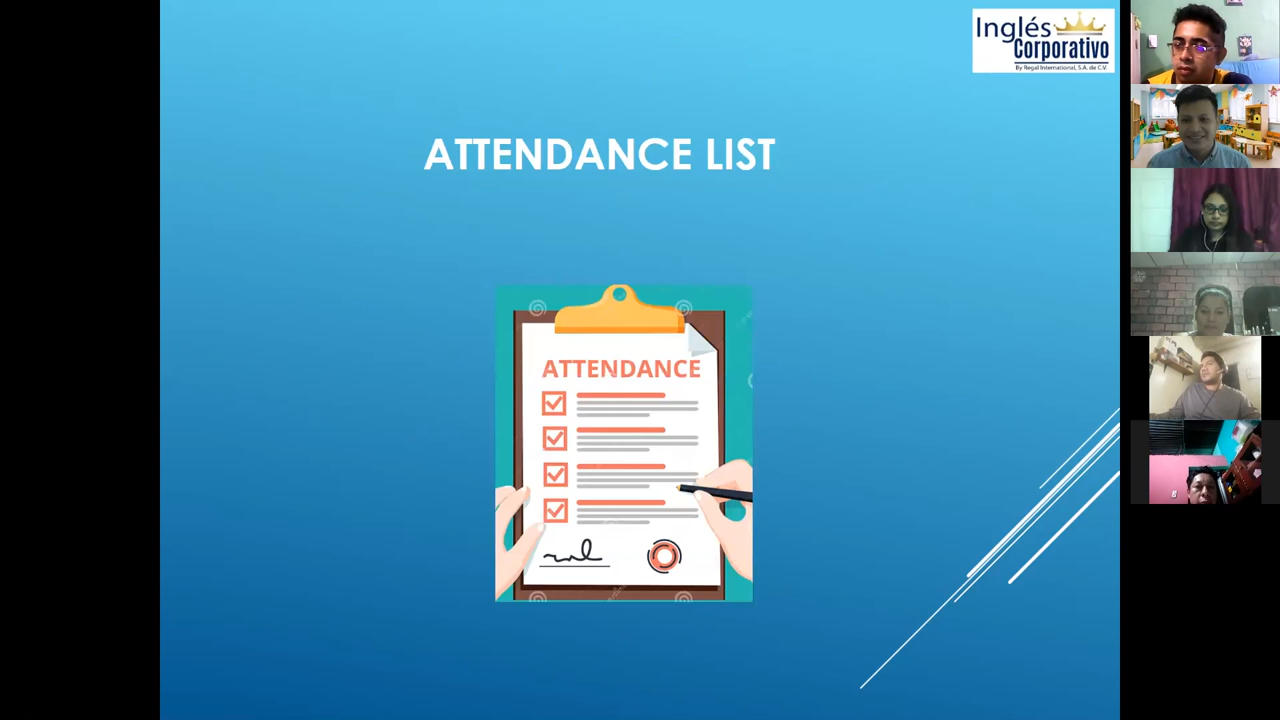 Inglés
Corporativo
By Regal International, S.A. de C.V.
ATTENDANCE LIST
ATTENDANCE